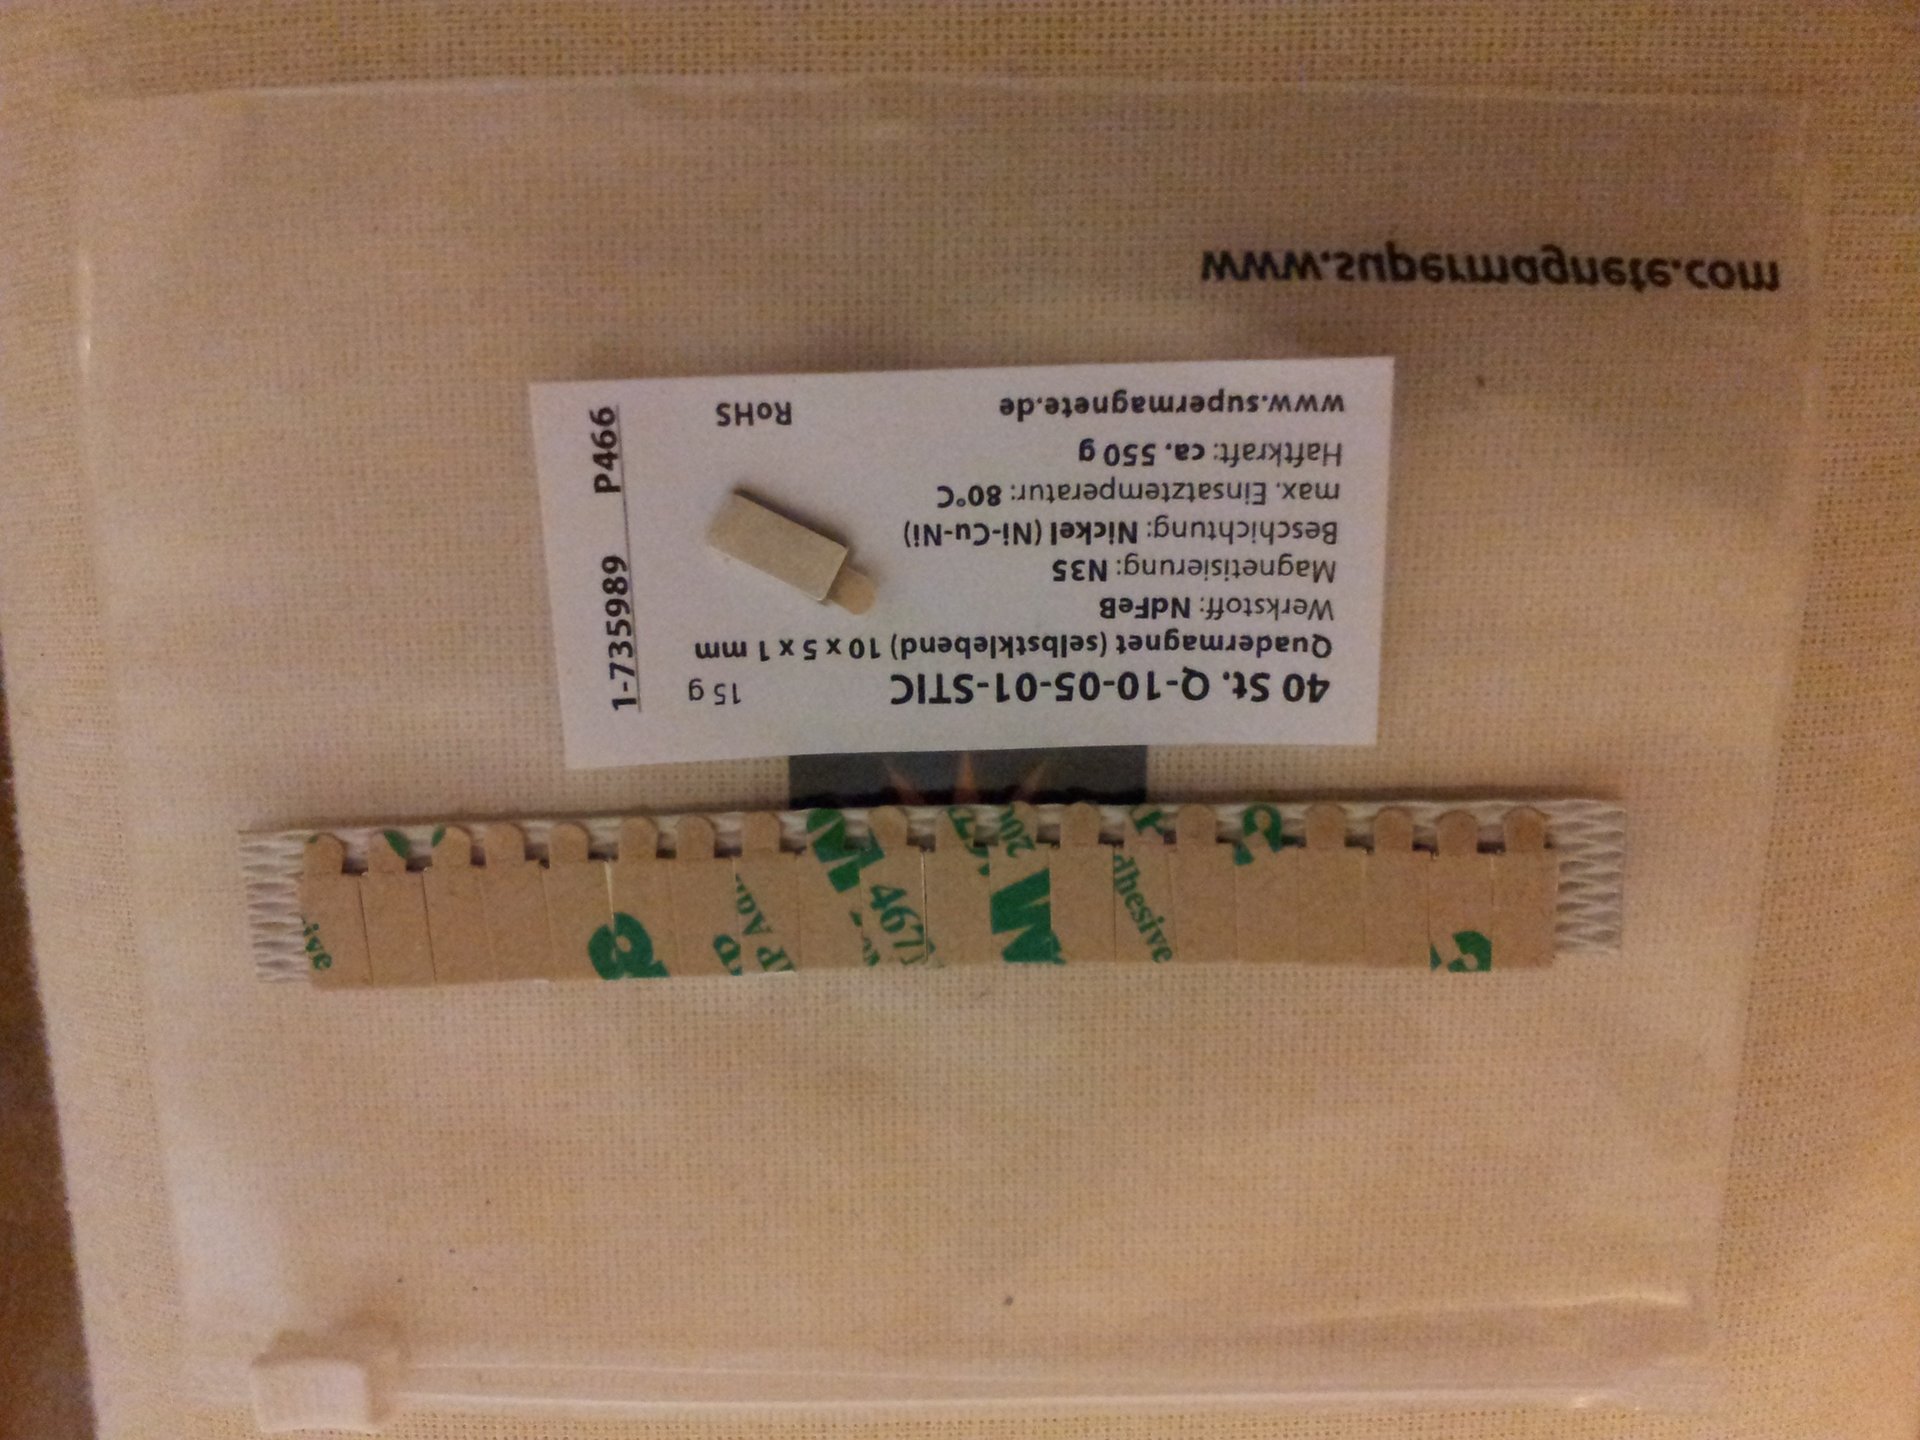 40 St. Q-10-05-01-STIC 15 g
Quadermagnet (selbstklebend) 10 x 5 x 1 mm
Werkstoff: NdFeB
Magnetisierung: N35
Beschichtung: Nickel (Ni-Cu-Ni)
max. Einsatztemperatur: 80°C
Haftkraft: ca. 550 g
www.supermagnete.de RoHS
1-735989 P466
www.supermagnete.com
467